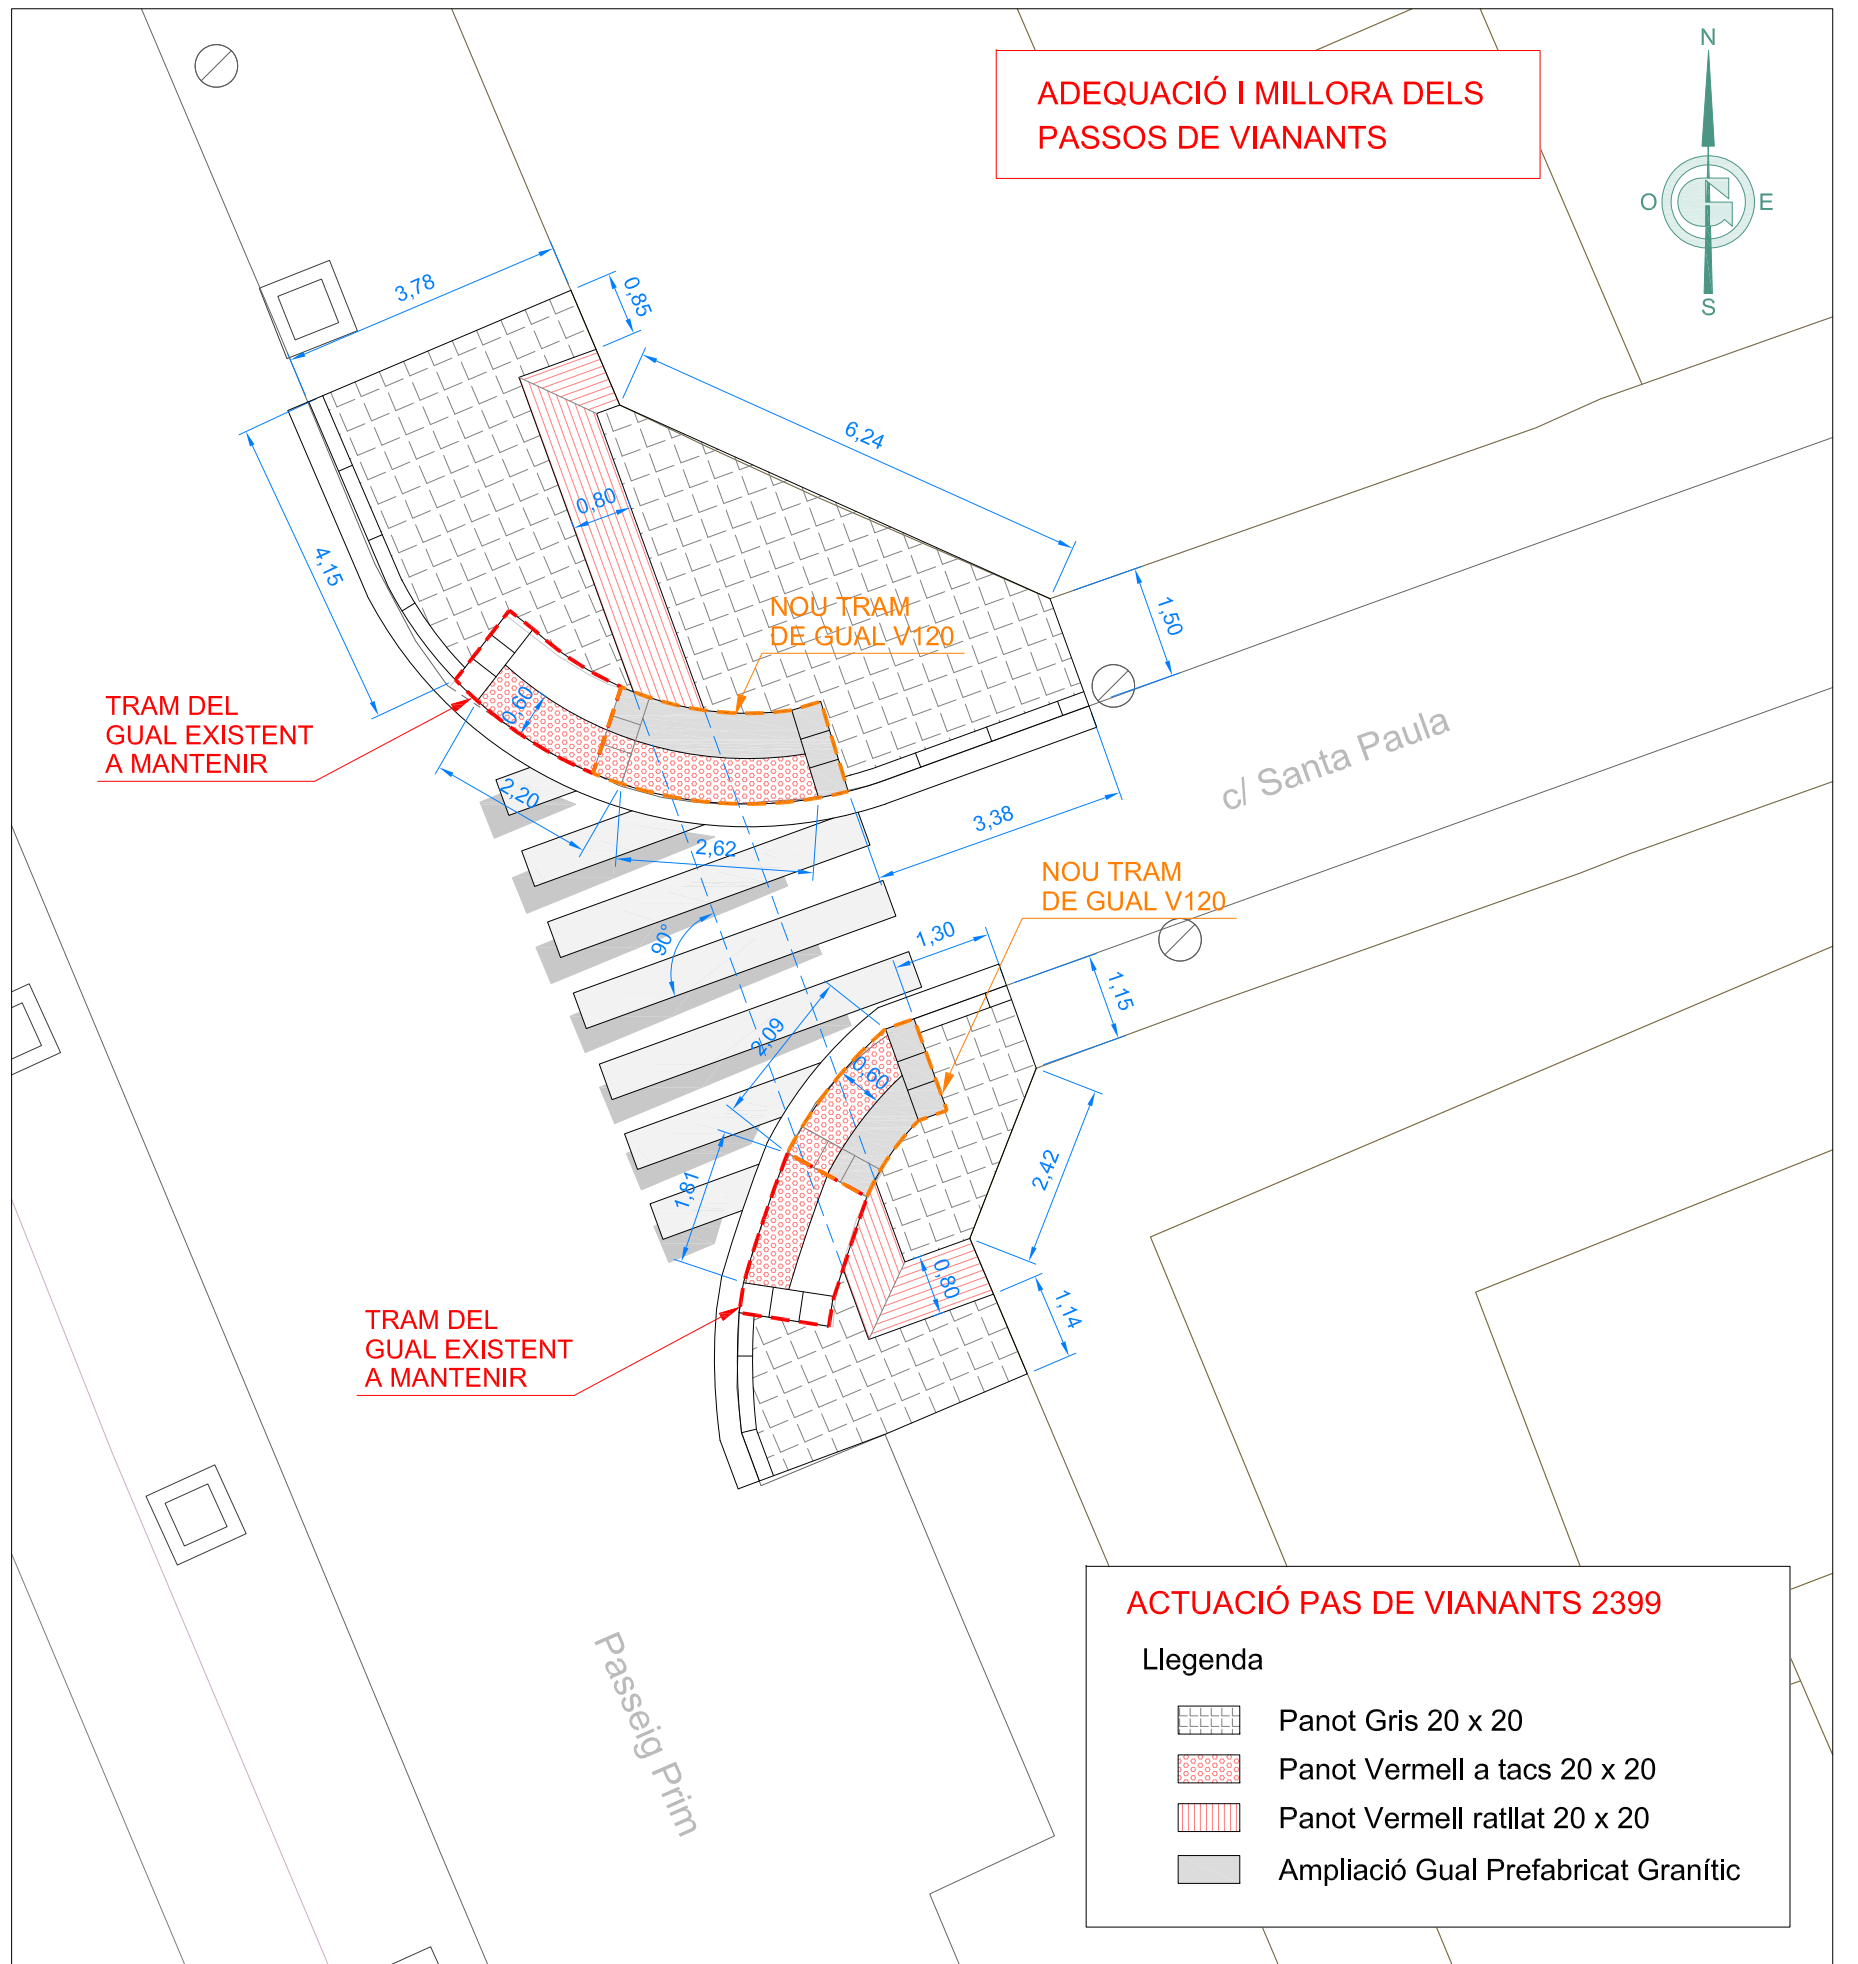 ADEQUACIÓ I MILLORA DELS
PASSOS DE VIANANTS
N
O
E
S
3,78
0,85
6,24
0,80
4,15
1,50
NOU TRAM
DE GUAL V120
0,60
TRAM DEL
GUAL EXISTENT
A MANTENIR
c/ Santa Paula
2,20
2,62
3,38
NOU TRAM
DE GUAL V120
90°
1,30
1,15
2,09
0,60
1,81
2,42
0,80
1,14
TRAM DEL
GUAL EXISTENT
A MANTENIR
Passeig Prim
ACTUACIÓ PAS DE VIANANTS 2399
Llegenda
Panot Gris 20 x 20
Panot Vermell a tacs 20 x 20
Panot Vermell ratllat 20 x 20
Ampliació Gual Prefabricat Granític